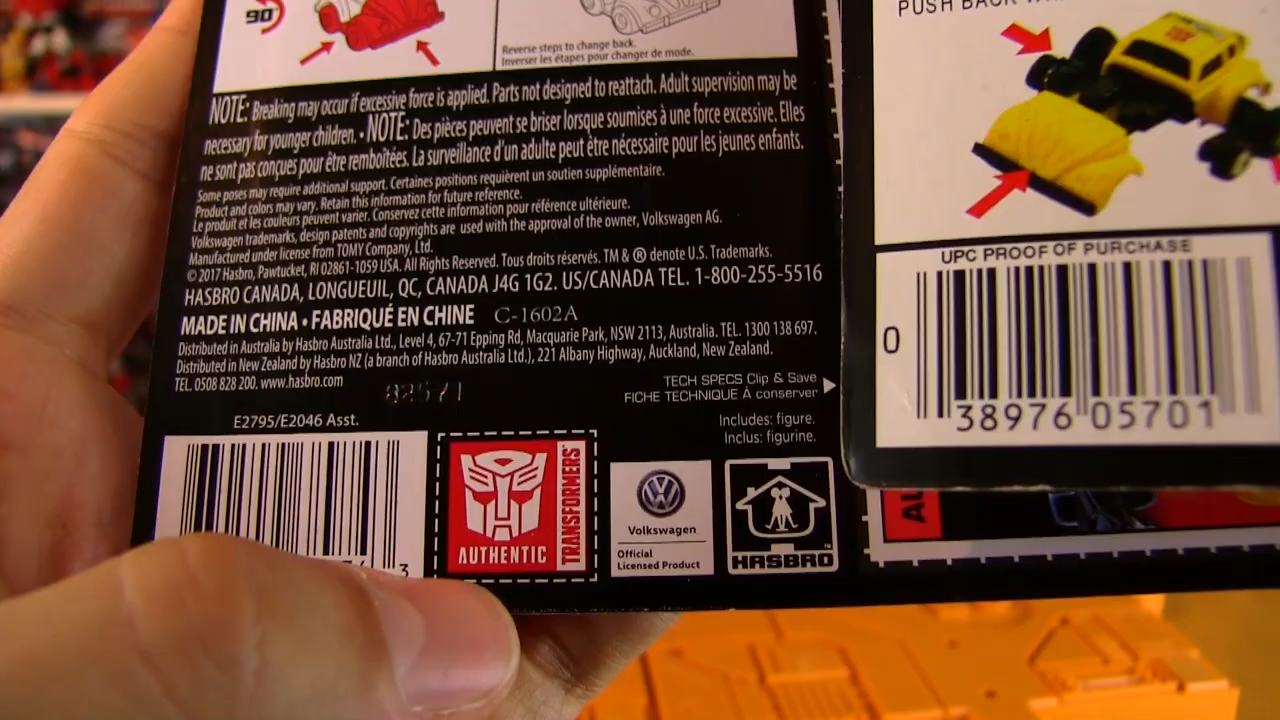 90°
Reverse steps to change back.
Inverser les étapes pour changer de mode.
NOTE: Breaking may occur if excessive force is applied. Parts not designed to reattach. Adult supervision may be
necessary for younger children. • NOTE: Des pièces peuvent se briser lorsque soumises à une force excessive. Elles
ne sont pas conçues pour être remboîtées. La surveillance d'un adulte peut être nécessaire pour les jeunes enfants.
Some poses may require additional support. Certaines positions requièrent un soutien supplémentaire.
Product and colors may vary. Retain this information for future reference.
Le produit et les couleurs peuvent varier. Conservez cette information pour référence ultérieure.
Volkswagen trademarks, design patents and copyrights are used with the approval of the owner, Volkswagen AG.
Manufactured under license from TOMY Company, Ltd.
© 2017 Hasbro, Pawtucket, RI 02861-1059 USA. All Rights Reserved. Tous droits réservés. TM & ® denote U.S. Trademarks.
HASBRO CANADA, LONGUEUIL, QC, CANADA J4G 1G2. US/CANADA TEL. 1-800-255-5516
MADE IN CHINA • FABRIQUÉ EN CHINE C-1602A
Distributed in Australia by Hasbro Australia Ltd., Level 4, 67-71 Epping Rd, Macquarie Park, NSW 2113, Australia. TEL. 1300 138 697.
Distributed in New Zealand by Hasbro NZ (a branch of Hasbro Australia Ltd.), 221 Albany Highway, Auckland, New Zealand.
TEL. 0508 828 200. www.hasbro.com
TECH SPECS Clip & Save
FICHE TECHNIQUE À conserver
E2795/E2046 Asst.
Includes: figure.
Inclus: figurine.
3
AUTHENTIC
TRANSFORMERS
Volkswagen
Official
Licensed Product
HASBRO
PUSH BACK
UPC PROOF OF PURCHASE
0
38976 05701